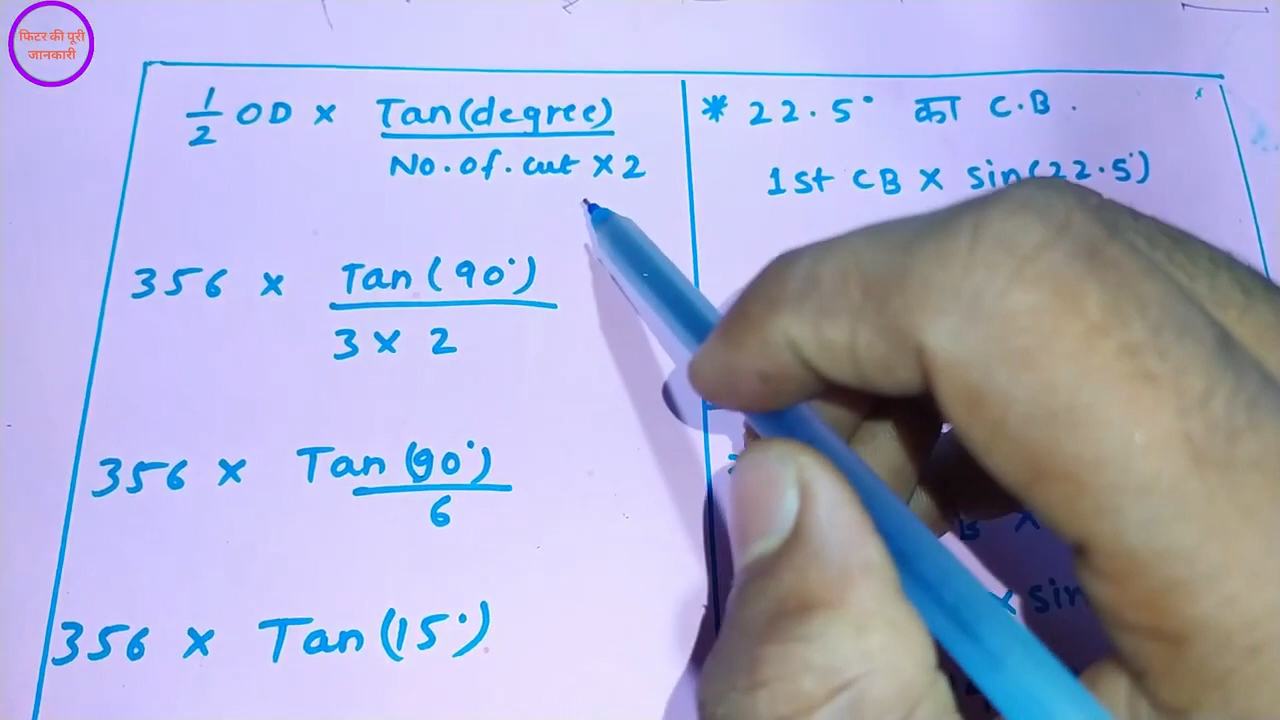 फिटर की पूरी
जानकारी
1/2 OD × Tan(degree)
No. of. cut × 2
356 × Tan(90°)
3 × 2
356 × Tan(90°)
6
356 × Tan(15°)
* 22.5° का C.B.
1st CB × sin(22.5°)
× sin